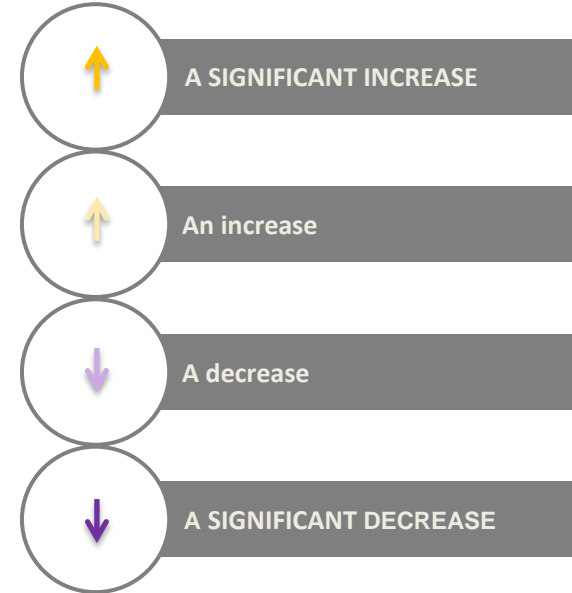 A SIGNIFICANT INCREASE
An increase
A decrease
A SIGNIFICANT DECREASE